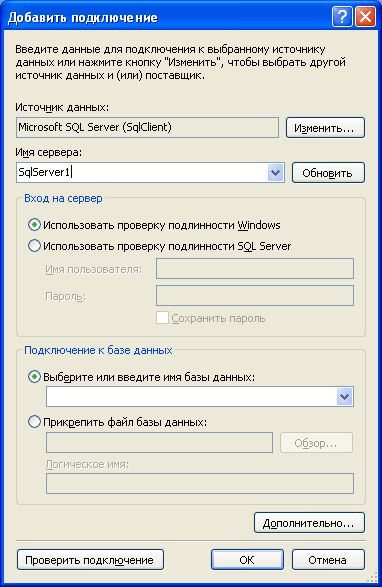 Добавить подключение
Введите данные для подключения к выбранному источнику
данных или нажмите кнопку "Изменить", чтобы выбрать другой
источник данных и (или) поставщик.
Источник данных:
Microsoft SQL Server (SqlClient)
Изменить...
Имя сервера:
SqlServer1
Обновить
Вход на сервер
Использовать проверку подлинности Windows
Использовать проверку подлинности SQL Server
Имя пользователя:
Пароль:
Сохранить пароль
Подключение к базе данных
Выберите или введите имя базы данных:
Прикрепить файл базы данных:
Обзор...
Логическое имя:
Дополнительно...
Проверить подключение
ОК
Отмена